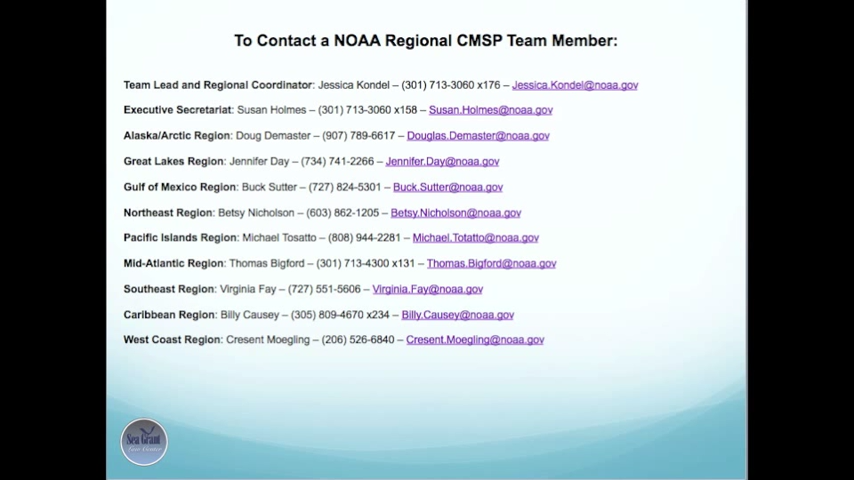 To Contact a NOAA Regional CMSP Team Member:
Team Lead and Regional Coordinator: Jessica Kondel – (301) 713-3060 x176 – Jessica.Kondel@noaa.gov
Executive Secretariat: Susan Holmes – (301) 713-3060 x158 – Susan.Holmes@noaa.gov
Alaska/Arctic Region: Doug Demaster – (907) 789-6617 – Douglas.Demaster@noaa.gov
Great Lakes Region: Jennifer Day – (734) 741-2266 – Jennifer.Day@noaa.gov
Gulf of Mexico Region: Buck Sutter – (727) 824-5301 – Buck.Sutter@noaa.gov
Northeast Region: Betsy Nicholson – (603) 862-1205 – Betsy.Nicholson@noaa.gov
Pacific Islands Region: Michael Tosatto – (808) 944-2281 – Michael.Totatto@noaa.gov
Mid-Atlantic Region: Thomas Bigford – (301) 713-4300 x131 – Thomas.Bigford@noaa.gov
Southeast Region: Virginia Fay – (727) 551-5606 – Virginia.Fay@noaa.gov
Caribbean Region: Billy Causey – (305) 809-4670 x234 – Billy.Causey@noaa.gov
West Coast Region: Cresent Moegling – (206) 526-6840 – Cresent.Moegling@noaa.gov
Sea Grant